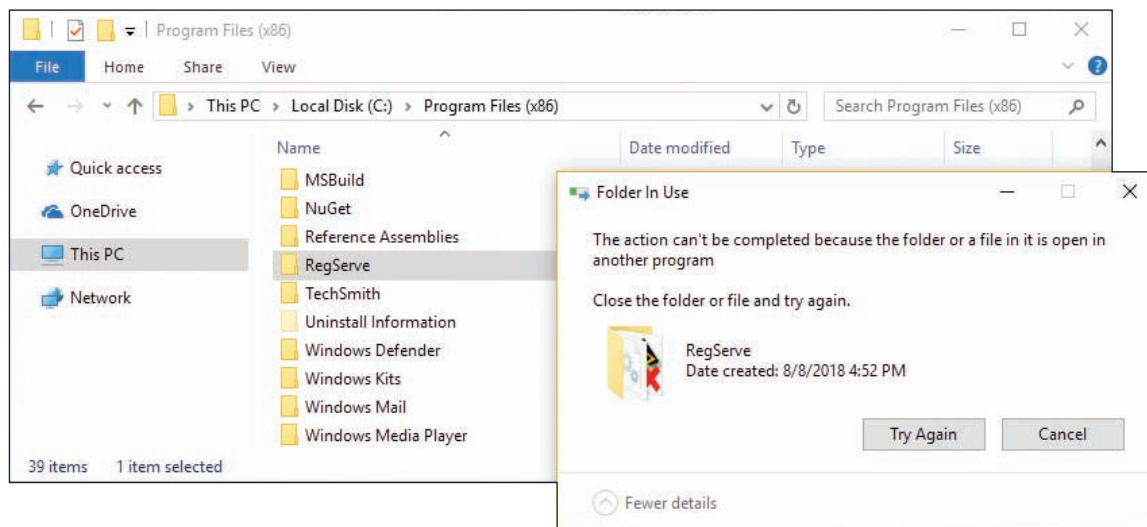 Program Files (x86)
File Home Share View
This PC > Local Disk (C:) > Program Files (x86)
Search Program Files (x86)
Quick access
OneDrive
This PC
Network
Name Date modified Type Size
MSBuild
NuGet
Reference Assemblies
RegServe
TechSmith
Uninstall Information
Windows Defender
Windows Kits
Windows Mail
Windows Media Player
39 items 1 item selected
Folder In Use
The action can't be completed because the folder or a file in it is open in
another program
Close the folder or file and try again.
RegServe
Date created: 8/8/2018 4:52 PM
Try Again Cancel
Fewer details